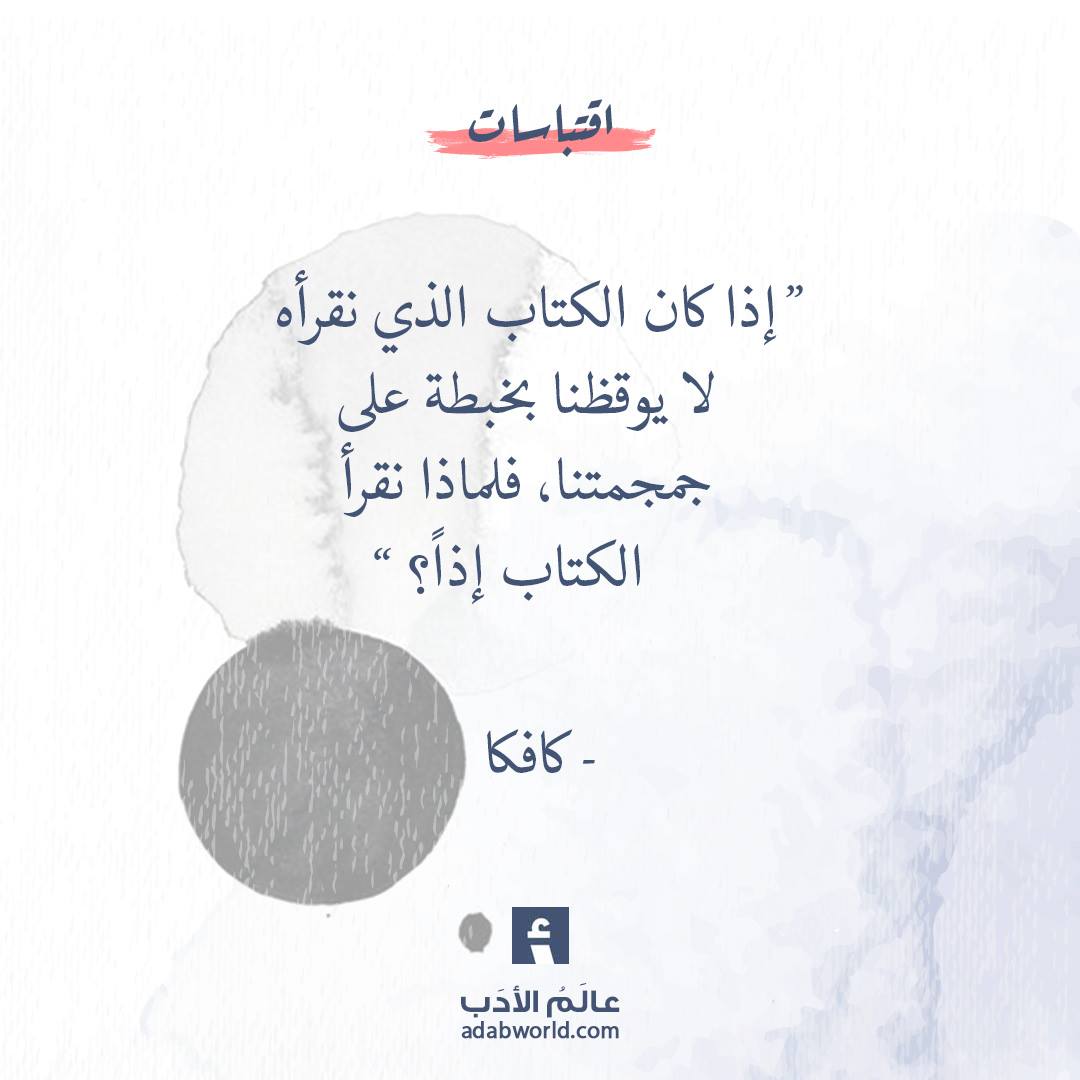 اقتباسات
”إذا كان الكتاب الذي نقرأه
لا يوقظنا بخبطة على
جمجمتنا، فلماذا نقرأ
الكتاب إذاً؟ “
- كافكا
أ
عالَمُ الأدَب
adabworld.com